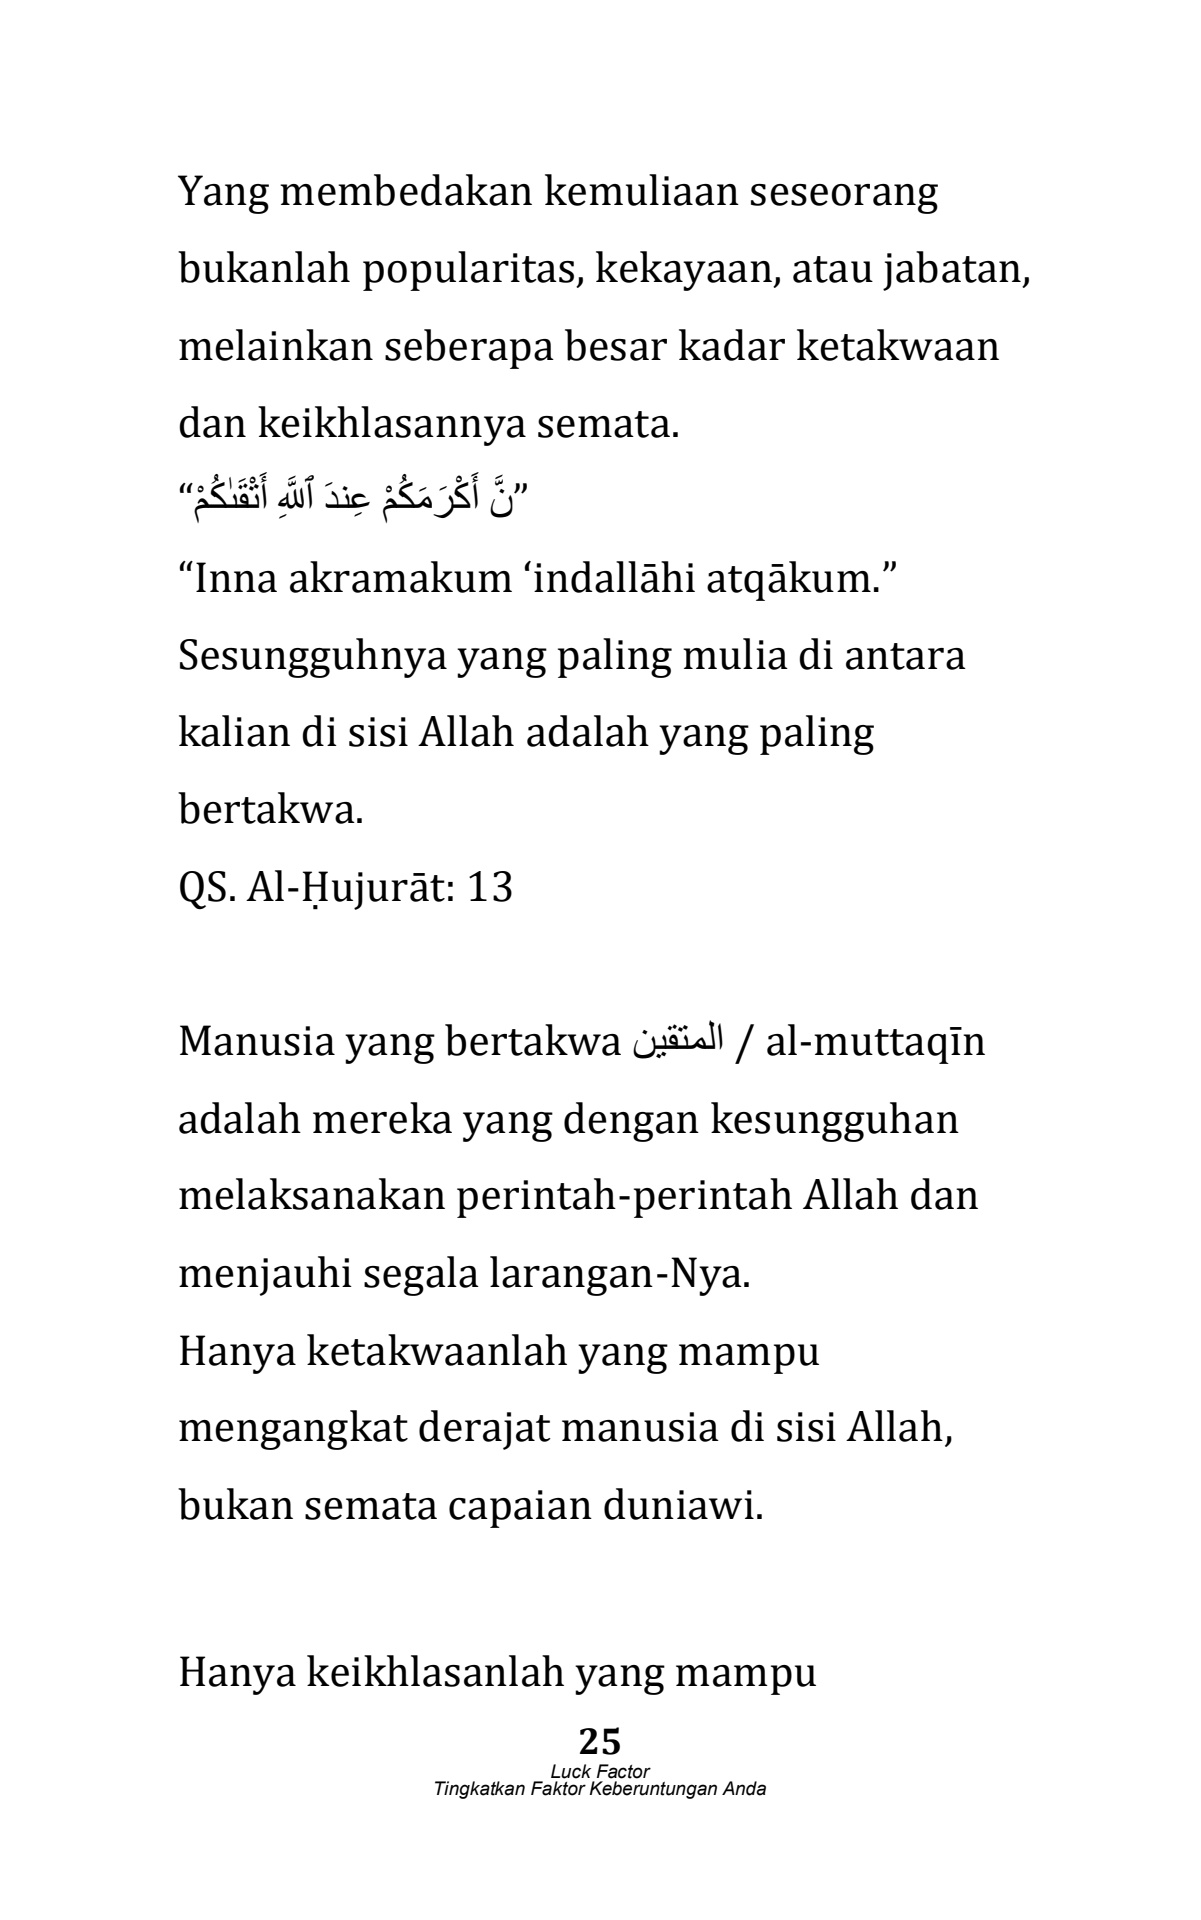 Yang membedakan kemuliaan seseorang
bukanlah popularitas, kekayaan, atau jabatan,
melainkan seberapa besar kadar ketakwaan
dan keikhlasannya semata.
“نَّ أَكْرَمَكُمْ عِندَ ٱللَّهِ أَتْقَىٰكُمْ”
“Inna akramakum ‘indallāhi atqākum.”
Sesungguhnya yang paling mulia di antara
kalian di sisi Allah adalah yang paling
bertakwa.
QS. Al-Ḥujurāt: 13
Manusia yang bertakwa المتقين / al-muttaqīn
adalah mereka yang dengan kesungguhan
melaksanakan perintah-perintah Allah dan
menjauhi segala larangan-Nya.
Hanya ketakwaanlah yang mampu
mengangkat derajat manusia di sisi Allah,
bukan semata capaian duniawi.
Hanya keikhlasanlah yang mampu
25
Luck Factor
Tingkatkan Faktor Keberuntungan Anda